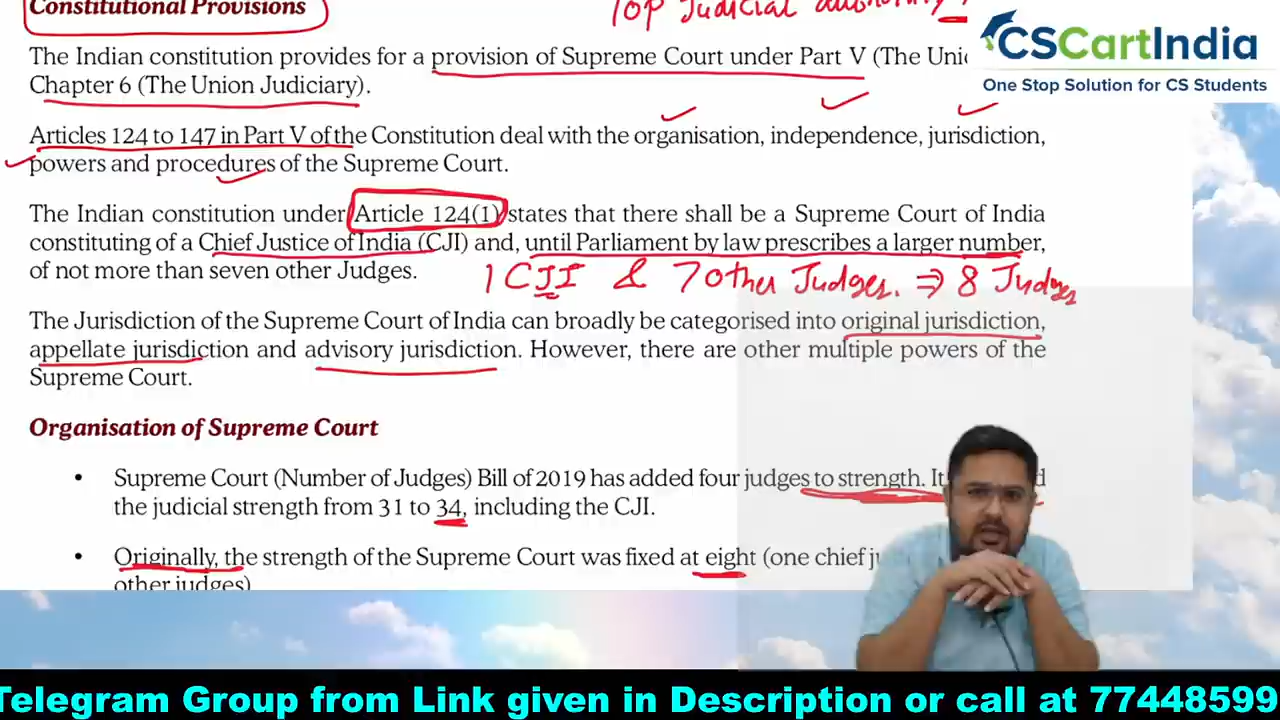 Constitutional Provisions
Top Judicial
CSCartIndia
One Stop Solution for CS Students
The Indian constitution provides for a provision of Supreme Court under Part V (The
Chapter 6 (The Union Judiciary).
Articles 124 to 147 in Part V of the Constitution deal with the organisation, independence, jurisdiction,
powers and procedures of the Supreme Court.
The Indian constitution under Article 124(1) states that there shall be a Supreme Court of India
constituting of a Chief Justice of India (CJI) and, until Parliament by law prescribes a larger number,
of not more than seven other Judges.
1 CJI & 7 Other Judges. ⇒ 8 Judges
The Jurisdiction of the Supreme Court of India can broadly be categorised into original jurisdiction,
appellate jurisdiction and advisory jurisdiction. However, there are other multiple powers of the
Supreme Court.
Organisation of Supreme Court
• Supreme Court (Number of Judges) Bill of 2019 has added four judges to strength.
the judicial strength from 31 to 34, including the CJI.
• Originally, the strength of the Supreme Court was fixed at eight (one chief
other judges)
Telegram Group from Link given in Description or call at 77448599